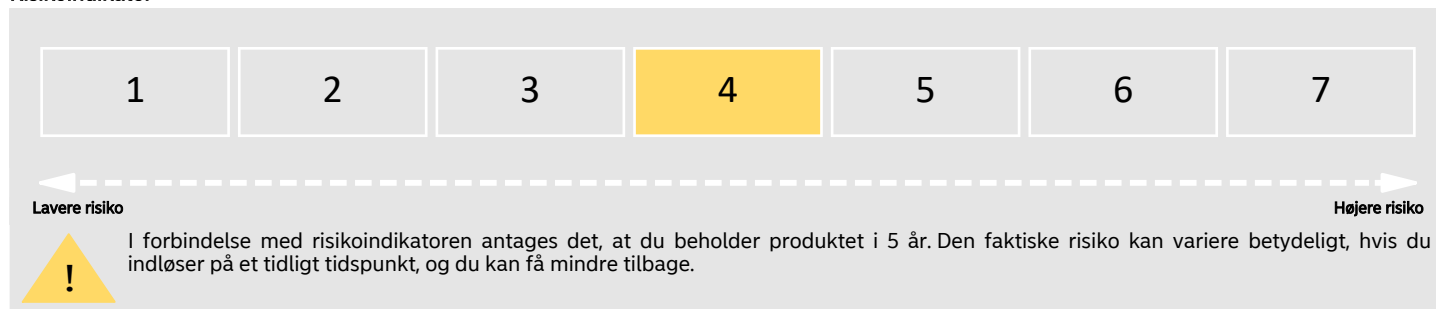 1 2 3 4 5 6 7
Lavere risiko Højere risiko
I forbindelse med risikoindikatoren antages det, at du beholder produktet i 5 år. Den faktiske risiko kan variere betydeligt, hvis du
! indløser på et tidligt tidspunkt, og du kan få mindre tilbage.